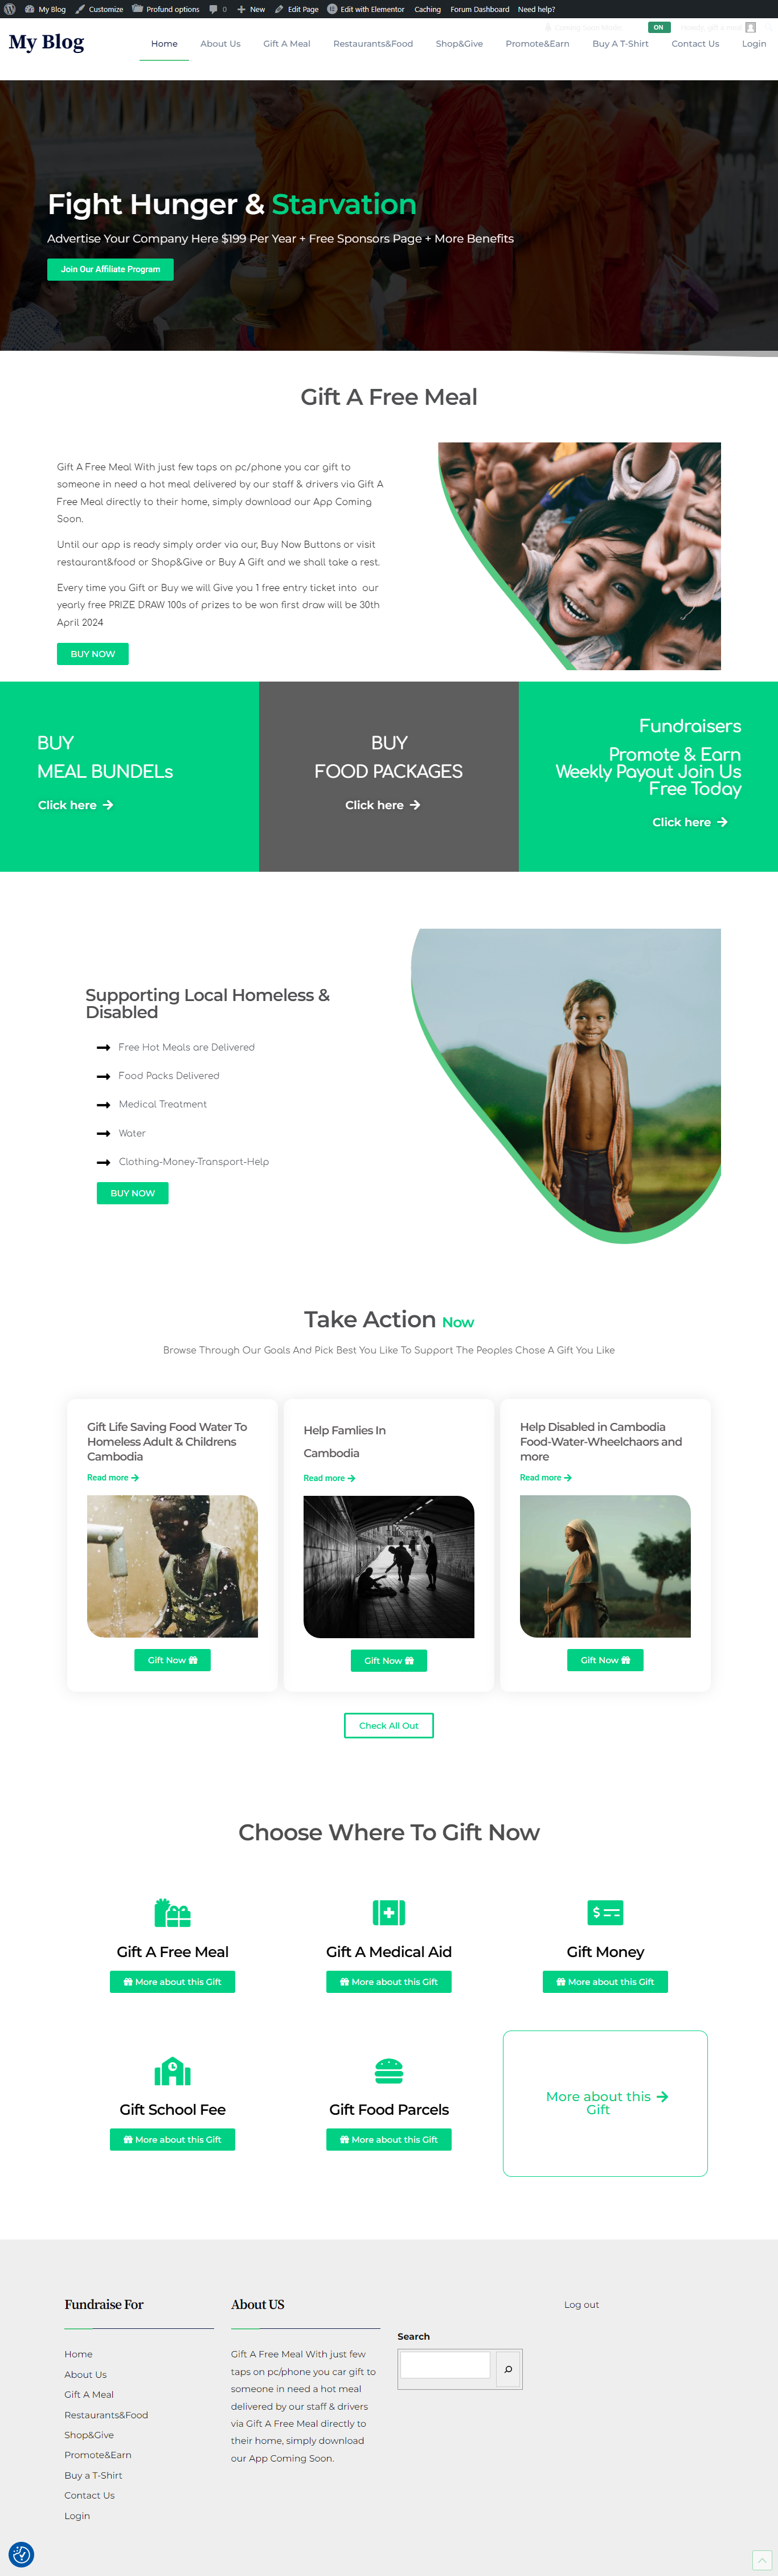 My Blog Customize Profund options 0 New Edit Page Edit with Elementor Caching Forum Dashboard Need help?
ON
My Blog
Home About Us Gift A Meal Restaurants&Food Shop&Give Promote&Earn Buy A T-Shirt Contact Us Login
Fight Hunger & Starvation
Advertise Your Company Here $199 Per Year + Free Sponsors Page + More Benefits
Join Our Affiliate Program
Gift A Free Meal
Gift A Free Meal With just few taps on pc/phone you car gift to
someone in need a hot meal delivered by our staff & drivers via Gift A
Free Meal directly to their home, simply download our App Coming
Soon.
Until our app is ready simply order via our, Buy Now Buttons or visit
restaurant&food or Shop&Give or Buy A Gift and we shall take a rest.
Every time you Gift or Buy we will Give you 1 free entry ticket into our
yearly free PRIZE DRAW 100s of prizes to be won first draw will be 30th
April 2024
BUY NOW
BUY
MEAL BUNDELs
Click here
BUY
FOOD PACKAGES
Click here
Fundraisers
Promote & Earn
Weekly Payout Join Us
Free Today
Click here
Supporting Local Homeless &
Disabled
Free Hot Meals are Delivered
Food Packs Delivered
Medical Treatment
Water
Clothing-Money-Transport-Help
BUY NOW
Take Action Now
Browse Through Our Goals And Pick Best You Like To Support The Peoples Chose A Gift You Like
Gift Life Saving Food Water To
Homeless Adult & Childrens
Cambodia
Read more
Gift Now
Help Famlies In
Cambodia
Read more
Gift Now
Help Disabled in Cambodia
Food-Water-Wheelchaors and
more
Read more
Gift Now
Check All Out
Choose Where To Gift Now
Gift A Free Meal
More about this Gift
Gift A Medical Aid
More about this Gift
Gift Money
More about this Gift
Gift School Fee
More about this Gift
Gift Food Parcels
More about this Gift
More about this
Gift
Fundraise For
Home
About Us
Gift A Meal
Restaurants&Food
Shop&Give
Promote&Earn
Buy a T-Shirt
Contact Us
Login
About US
Gift A Free Meal With just few
taps on pc/phone you car gift to
someone in need a hot meal
delivered by our staff & drivers
via Gift A Free Meal directly to
their home, simply download
our App Coming Soon.
Search
Log out